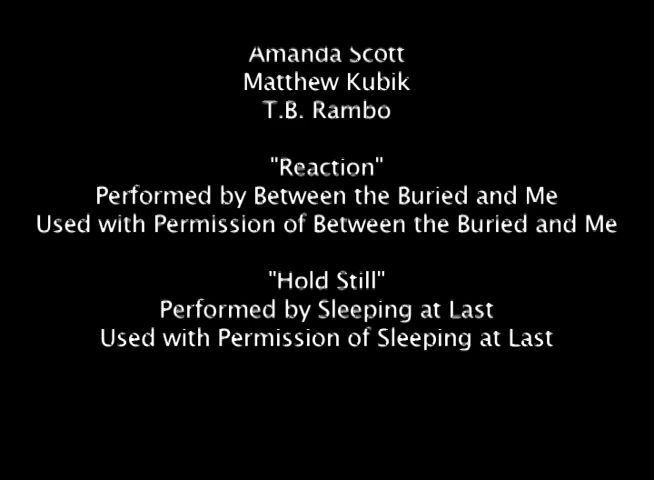 Amanda Scott
Matthew Kubik
T.B. Rambo
"Reaction"
Performed by Between the Buried and Me
Used with Permission of Between the Buried and Me
"Hold Still"
Performed by Sleeping at Last
Used with Permission of Sleeping at Last